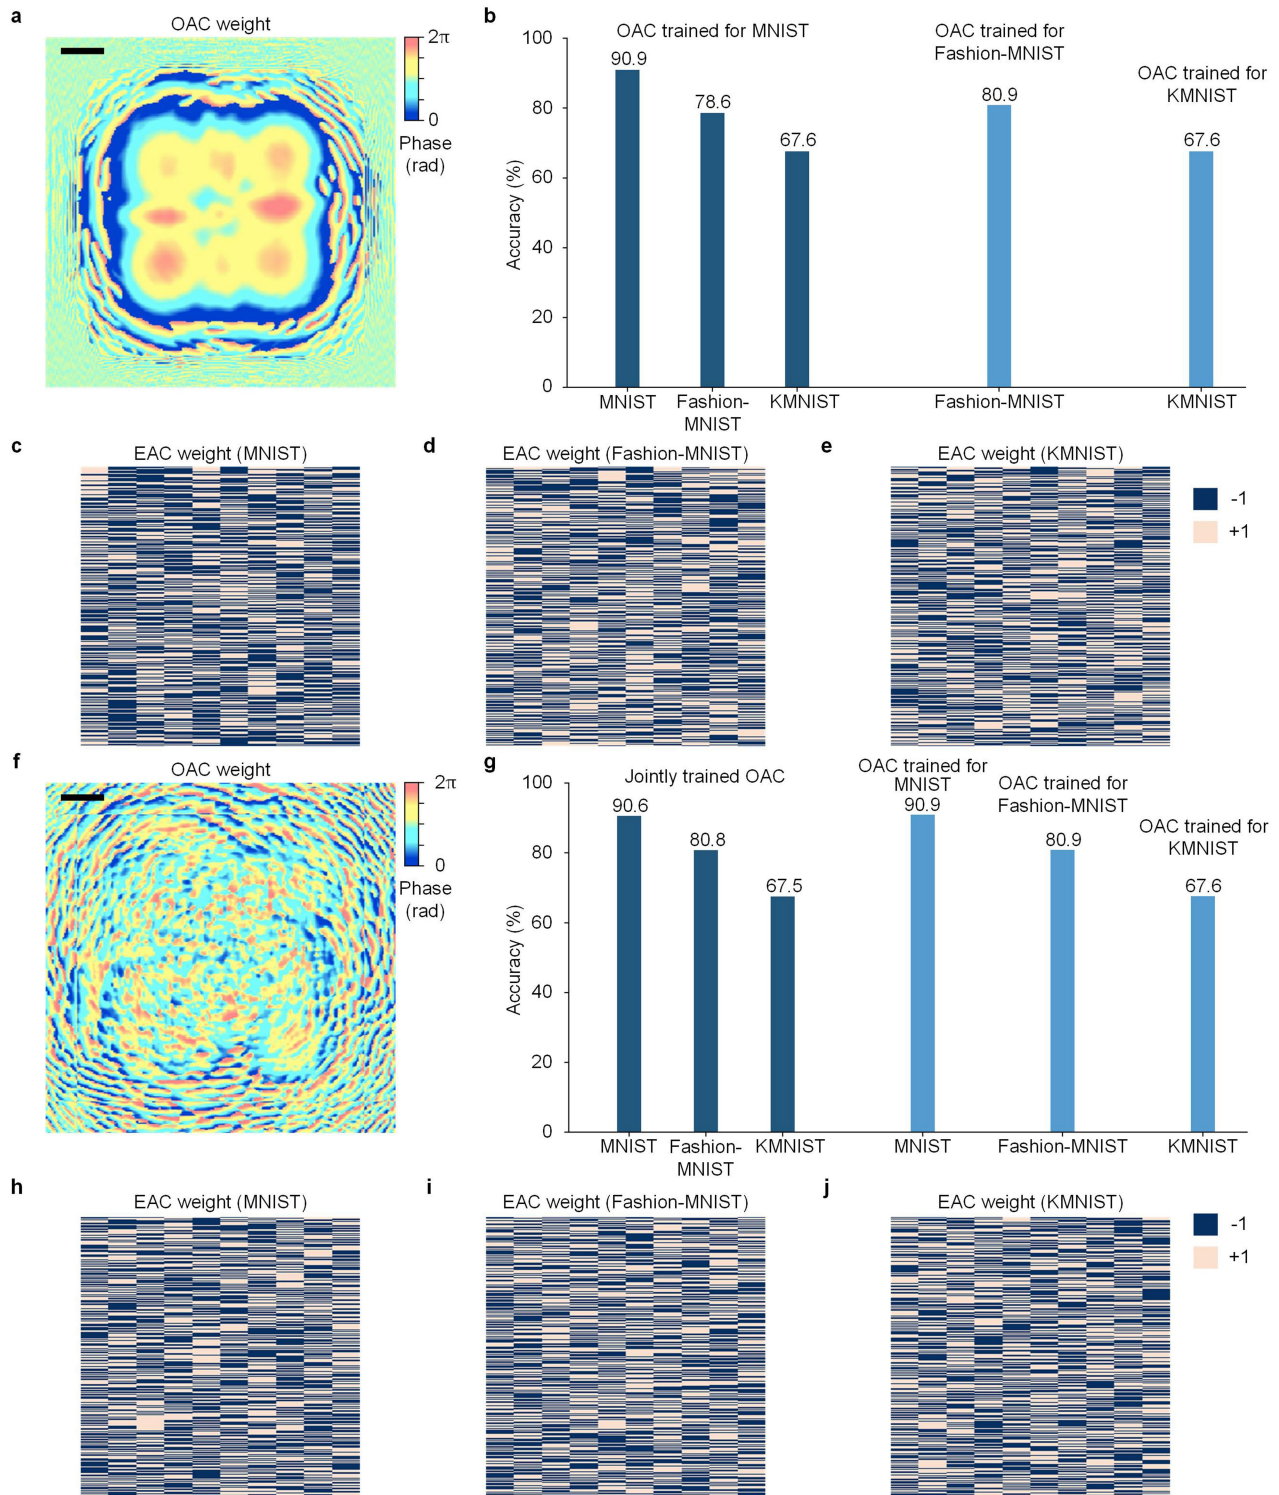 a
OAC weight
2π
0
Phase
(rad)
b
OAC trained for MNIST
OAC trained for
Fashion-MNIST
OAC trained for
KMNIST
100
80
60
40
20
0
Accuracy (%)
90.9
78.6
67.6
80.9
67.6
MNIST
Fashion-
MNIST
KMNIST
Fashion-MNIST
KMNIST
c
EAC weight (MNIST)
d
EAC weight (Fashion-MNIST)
e
EAC weight (KMNIST)
-1
+1
f
OAC weight
2π
0
Phase
(rad)
g
Jointly trained OAC
OAC trained for
MNIST
OAC trained for
Fashion-MNIST
OAC trained for
KMNIST
100
80
60
40
20
0
Accuracy (%)
90.6
80.8
67.5
90.9
80.9
67.6
MNIST
Fashion-
MNIST
KMNIST
MNIST
Fashion-MNIST
KMNIST
h
EAC weight (MNIST)
i
EAC weight (Fashion-MNIST)
j
EAC weight (KMNIST)
-1
+1